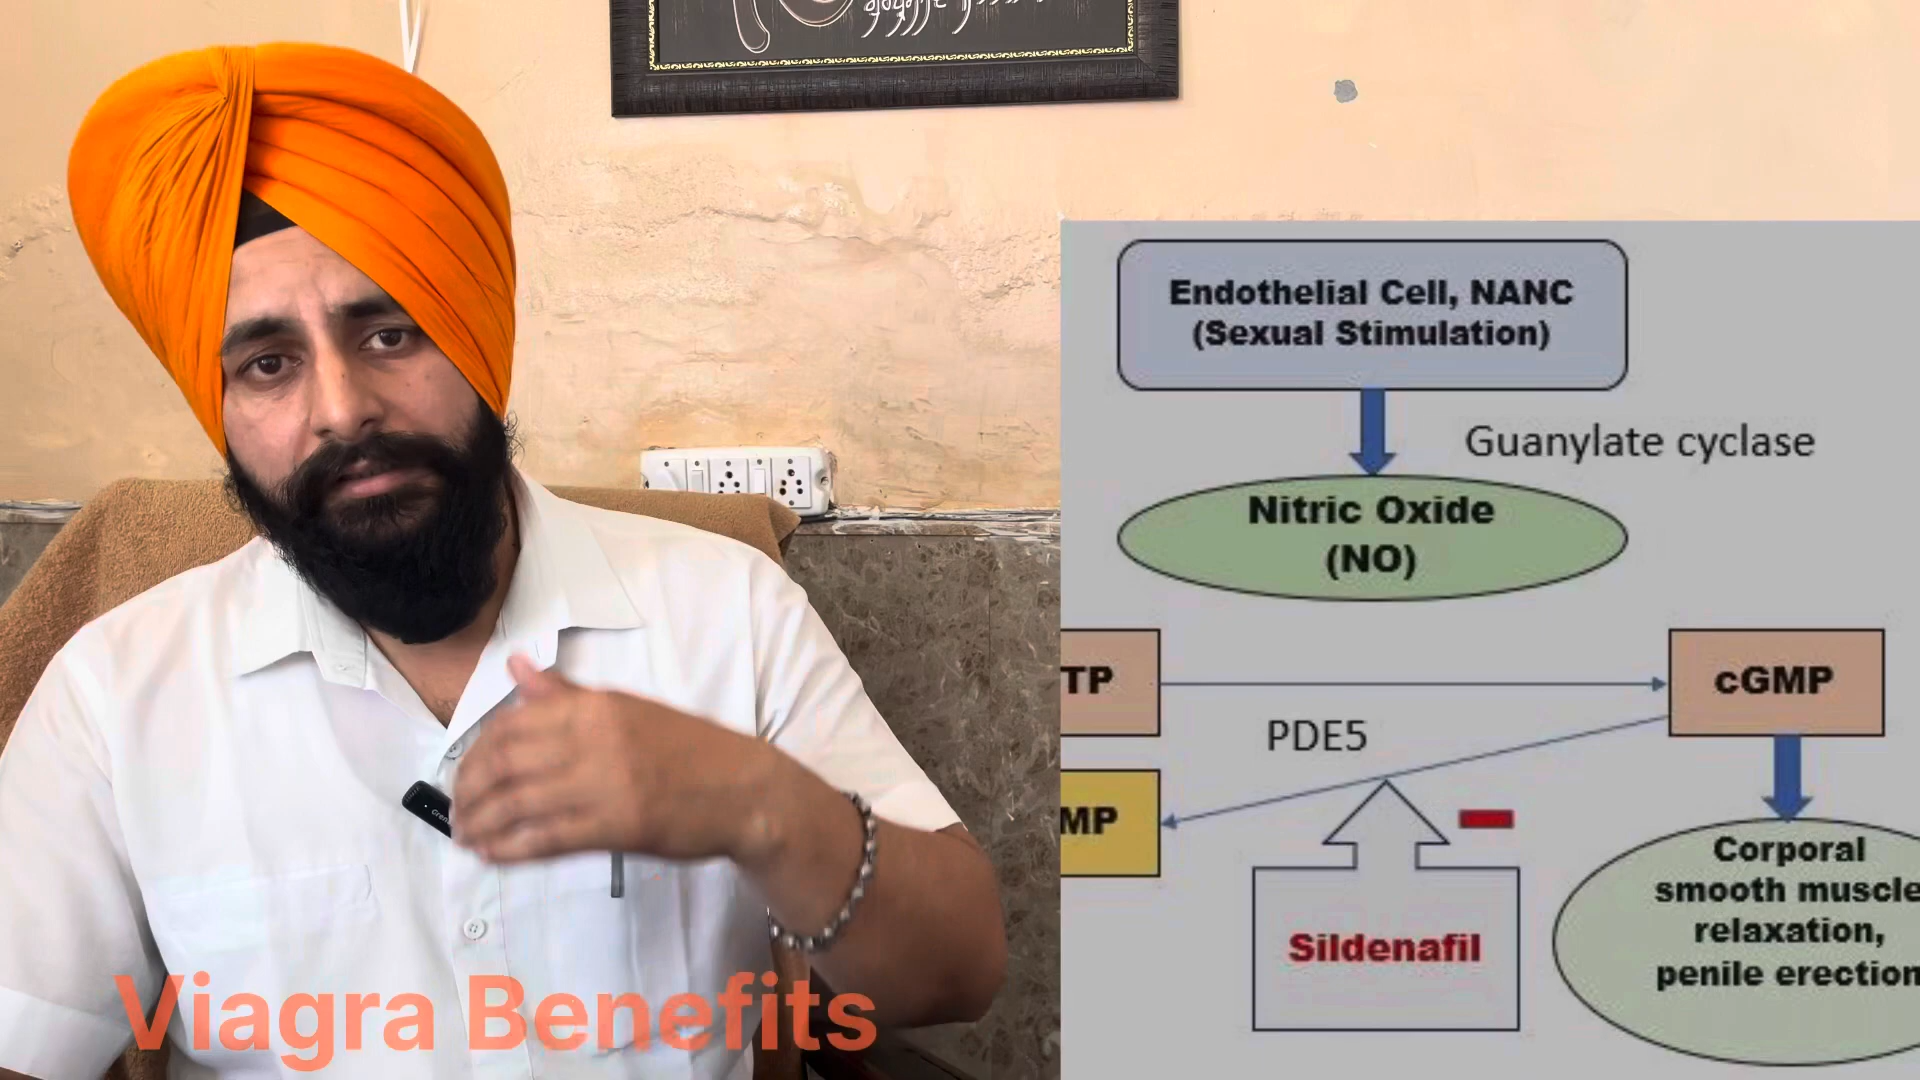 Endothelial Cell, NANC
(Sexual Stimulation)
Guanylate cyclase
Nitric Oxide
(NO)
TP
cGMP
PDE5
MP
Sildenafil
Corporal
smooth muscle
relaxation,
penile erection
Viagra Benefits